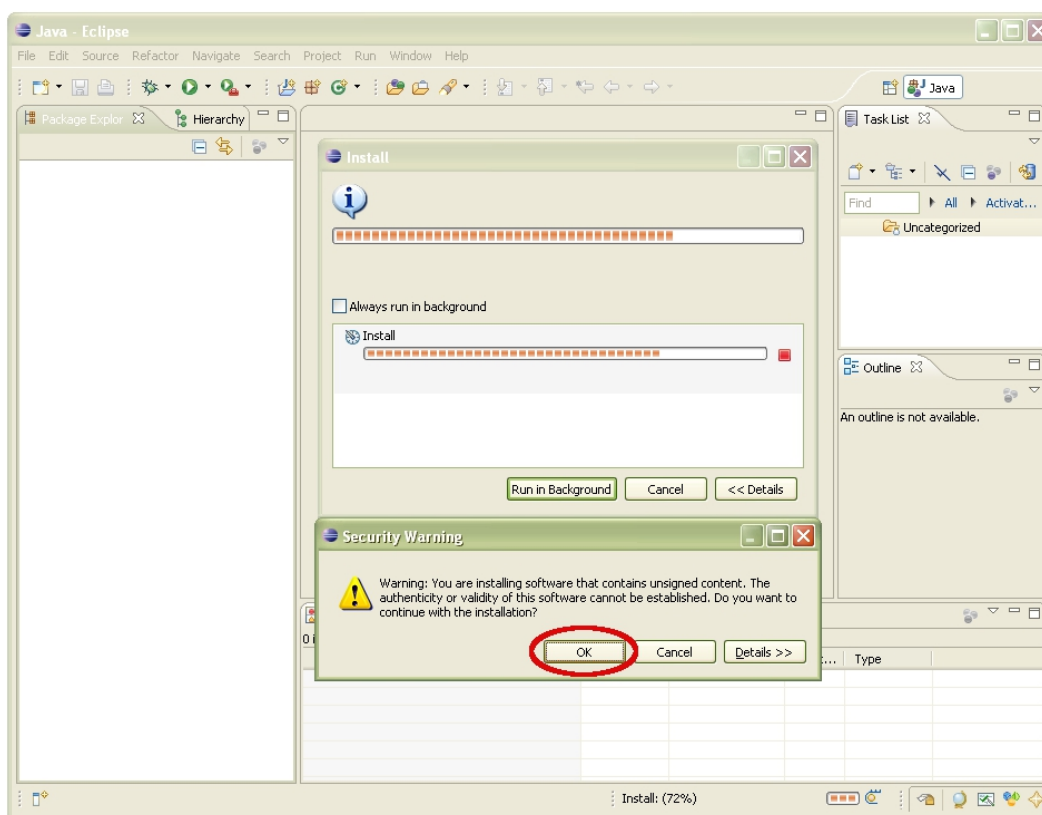 Java - Eclipse
File Edit Source Refactor Navigate Search Project Run Window Help
Java
Package Explor
Hierarchy
Task List
Install
Find
All
Activat...
Uncategorized
Always run in background
Install
Outline
An outline is not available.
Run in Background
Cancel
<< Details
Security Warning
Warning: You are installing software that contains unsigned content. The
authenticity or validity of this software cannot be established. Do you want to
continue with the installation?
0 i
OK
Cancel
Details >>
...
Type
Install: (72%)